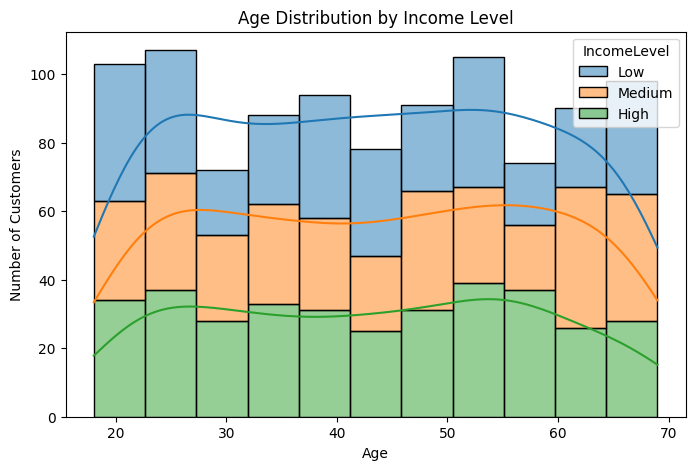 Age Distribution by Income Level
IncomeLevel
Low
Medium
High
100
80
60
40
20
0
Number of Customers
20 30 40 50 60 70
Age